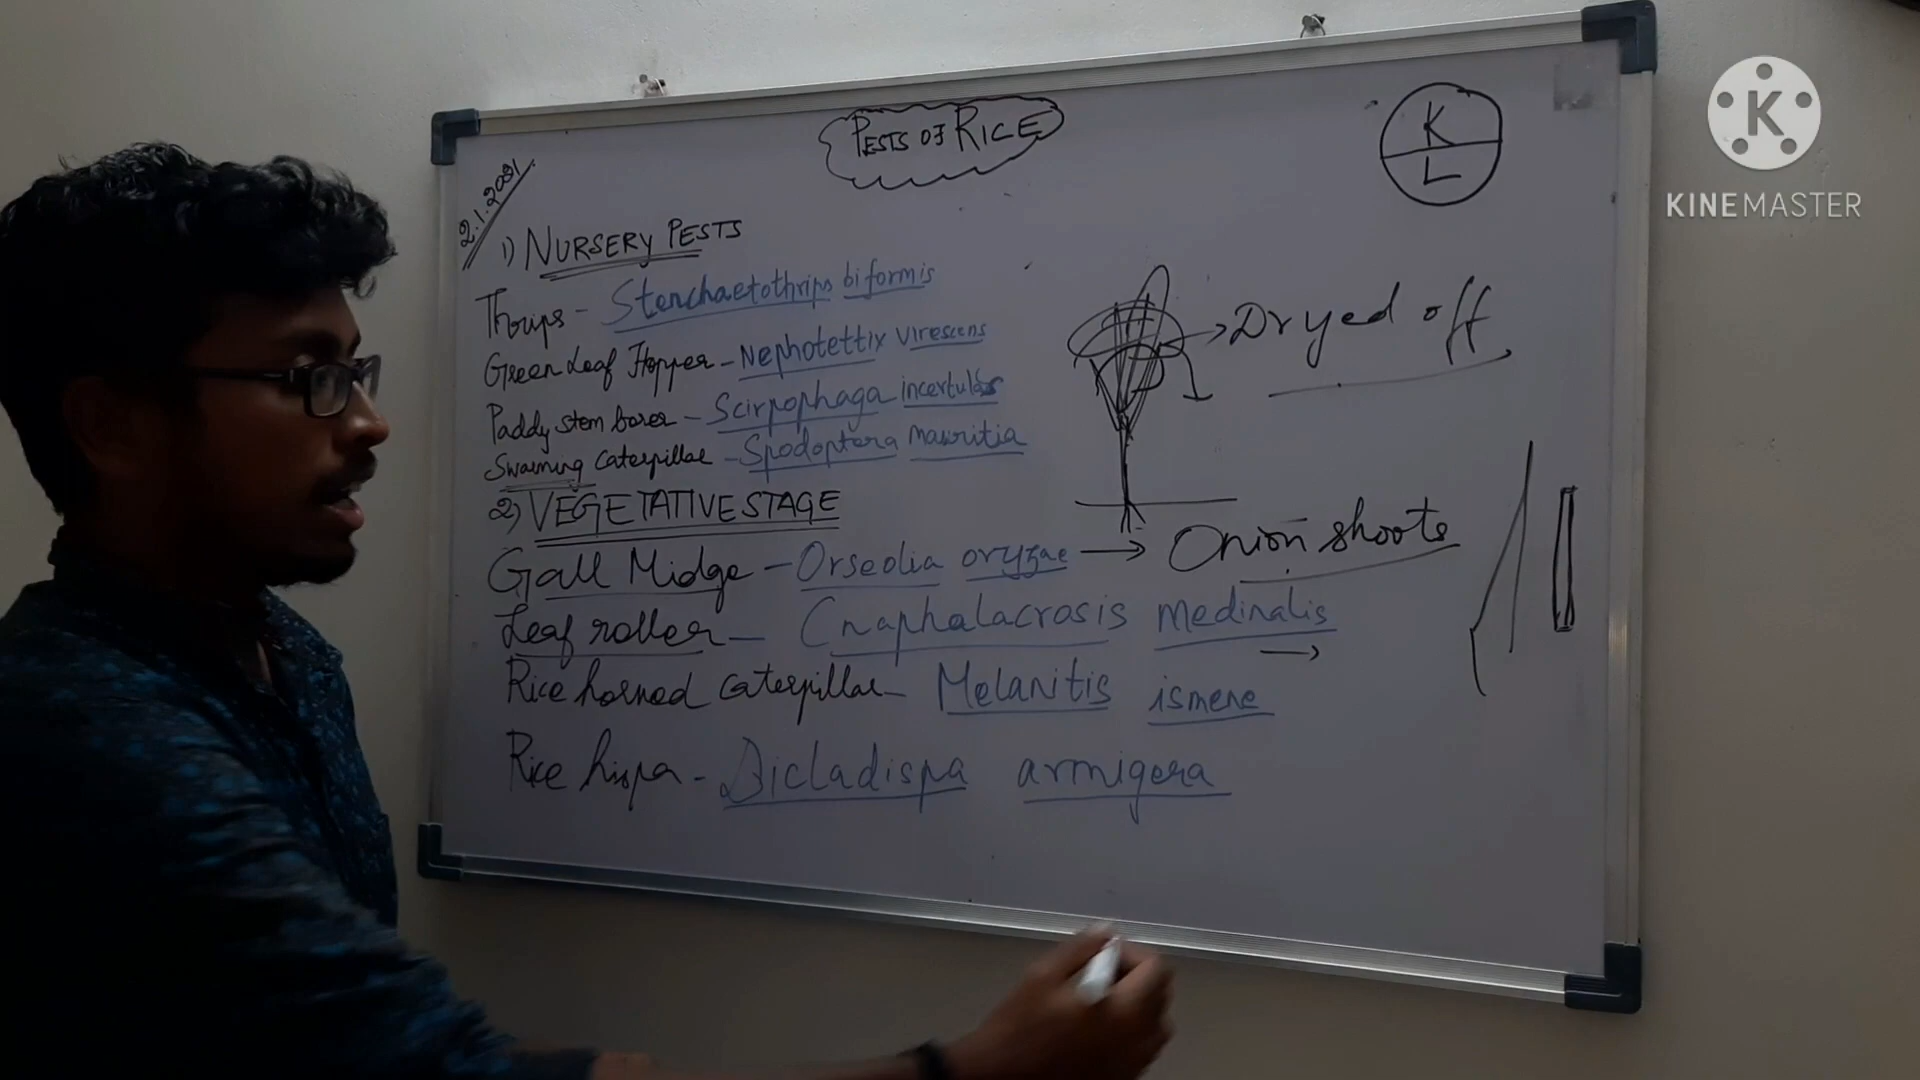 PESTS OF RICE
K
L
K
KINEMASTER
2.1.2021
1) NURSERY PESTS
Thrips - Stenchaetothrips biformis
Green Leaf Hopper - Nephotettix virescens
Paddy stem borer - Scirpophaga incertulas
Swarming caterpillar - Spodoptera mauritia
Dryed off
2) VEGETATIVE STAGE
Gall Midge - Orseolia oryzae → Onion shoots
Leaf roller - Cnaphalacrosis medinalis
Rice horned caterpillar - Melanitis ismene
Rice hispa - Dicladispa armigera